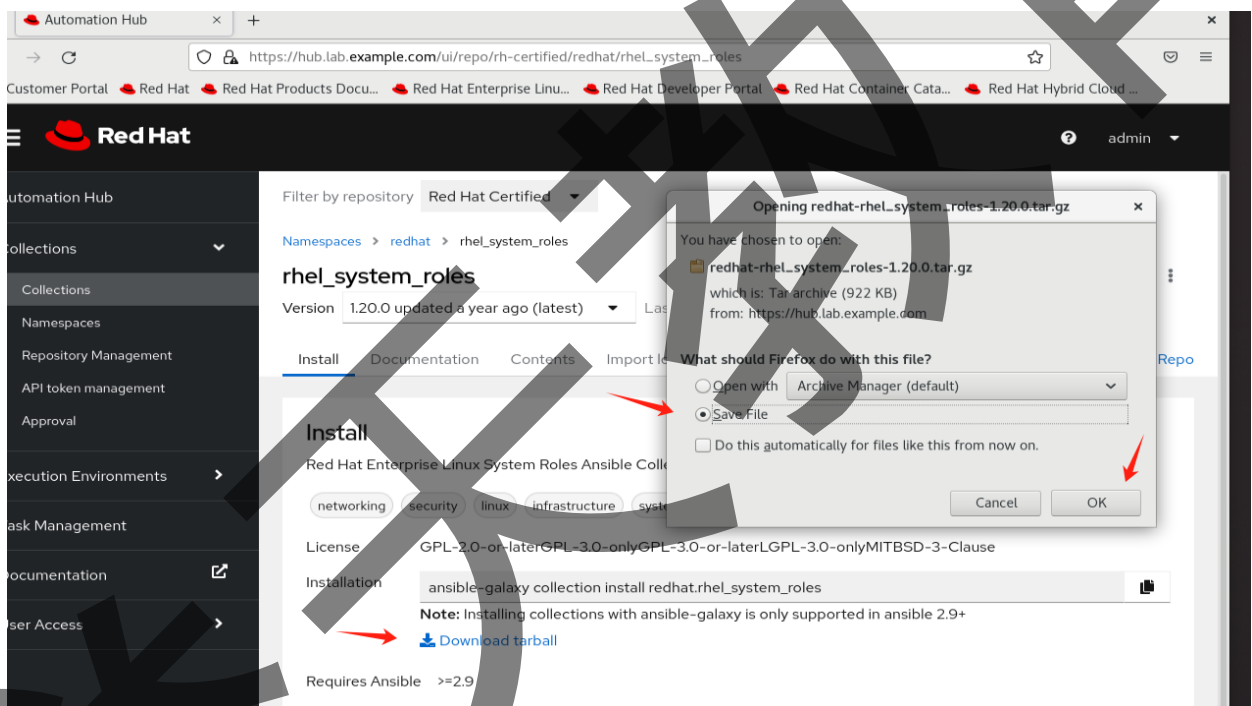 Automation Hub × +
https://hub.lab.example.com/ui/repo/rh-certified/redhat/rhel_system_roles
Customer Portal Red Hat Red Hat Products Docu... Red Hat Enterprise Linu... Red Hat Developer Portal Red Hat Container Cata... Red Hat Hybrid Cloud ...
Red Hat
admin
utomation Hub
ollections
Collections
Namespaces
Repository Management
API token management
Approval
xecution Environments
ask Management
ocumentation
ser Access
Filter by repository Red Hat Certified
Namespaces > redhat > rhel_system_roles
rhel_system_roles
Version 1.20.0 updated a year ago (latest) Las
Install Documentation Contents Import lo Repo
Install
Red Hat Enterprise Linux System Roles Ansible Colle
networking security linux infrastructure syste
License GPL-2.0-or-laterGPL-3.0-onlyGPL-3.0-or-laterLGPL-3.0-onlyMITBSD-3-Clause
Installation ansible-galaxy collection install redhat.rhel_system_roles
Note: Installing collections with ansible-galaxy is only supported in ansible 2.9+
Download tarball
Requires Ansible >=2.9
Opening redhat-rhel_system_roles-1.20.0.tar.gz ×
You have chosen to open:
redhat-rhel_system_roles-1.20.0.tar.gz
which is: Tar archive (922 KB)
from: https://hub.lab.example.com
What should Firefox do with this file?
Open with Archive Manager (default)
Save File
Do this automatically for files like this from now on.
Cancel OK